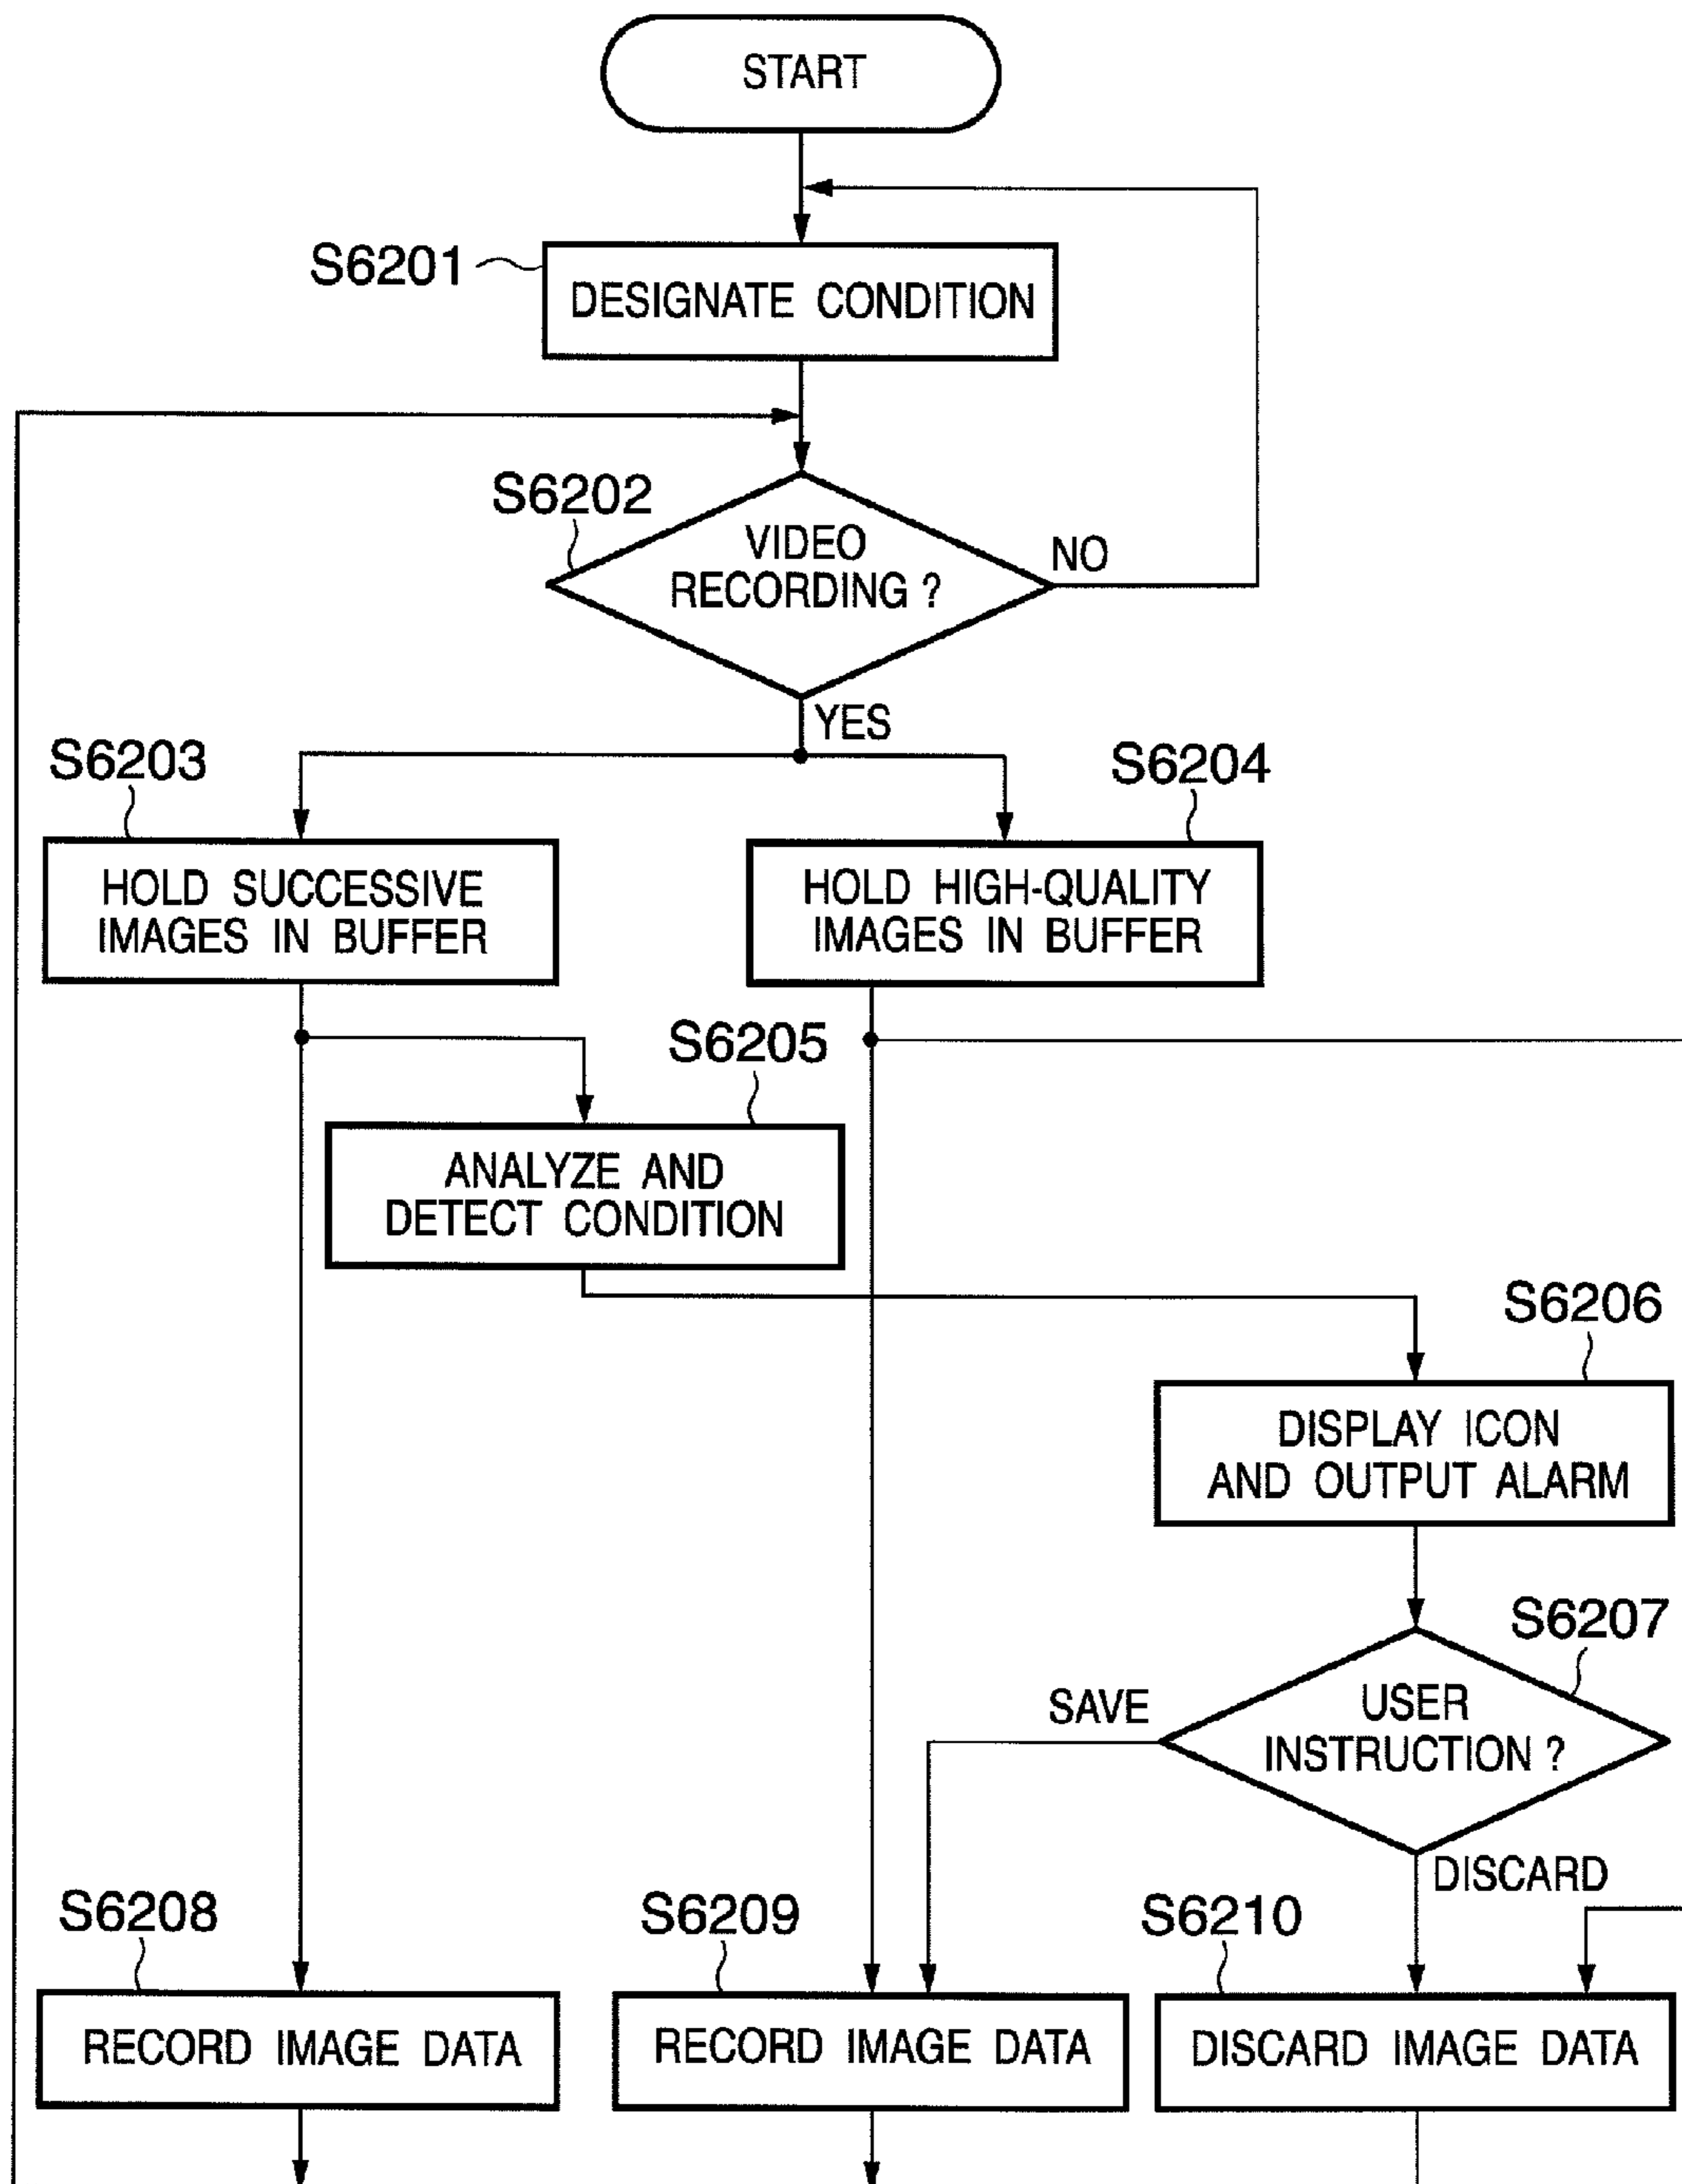 START
S6201
DESIGNATE CONDITION
S6202
VIDEO
RECORDING ?
NO
YES
S6203
S6204
HOLD SUCCESSIVE
IMAGES IN BUFFER
HOLD HIGH-QUALITY
IMAGES IN BUFFER
S6205
ANALYZE AND
DETECT CONDITION
S6206
DISPLAY ICON
AND OUTPUT ALARM
S6207
USER
INSTRUCTION ?
SAVE
DISCARD
S6208
S6209
S6210
RECORD IMAGE DATA
RECORD IMAGE DATA
DISCARD IMAGE DATA